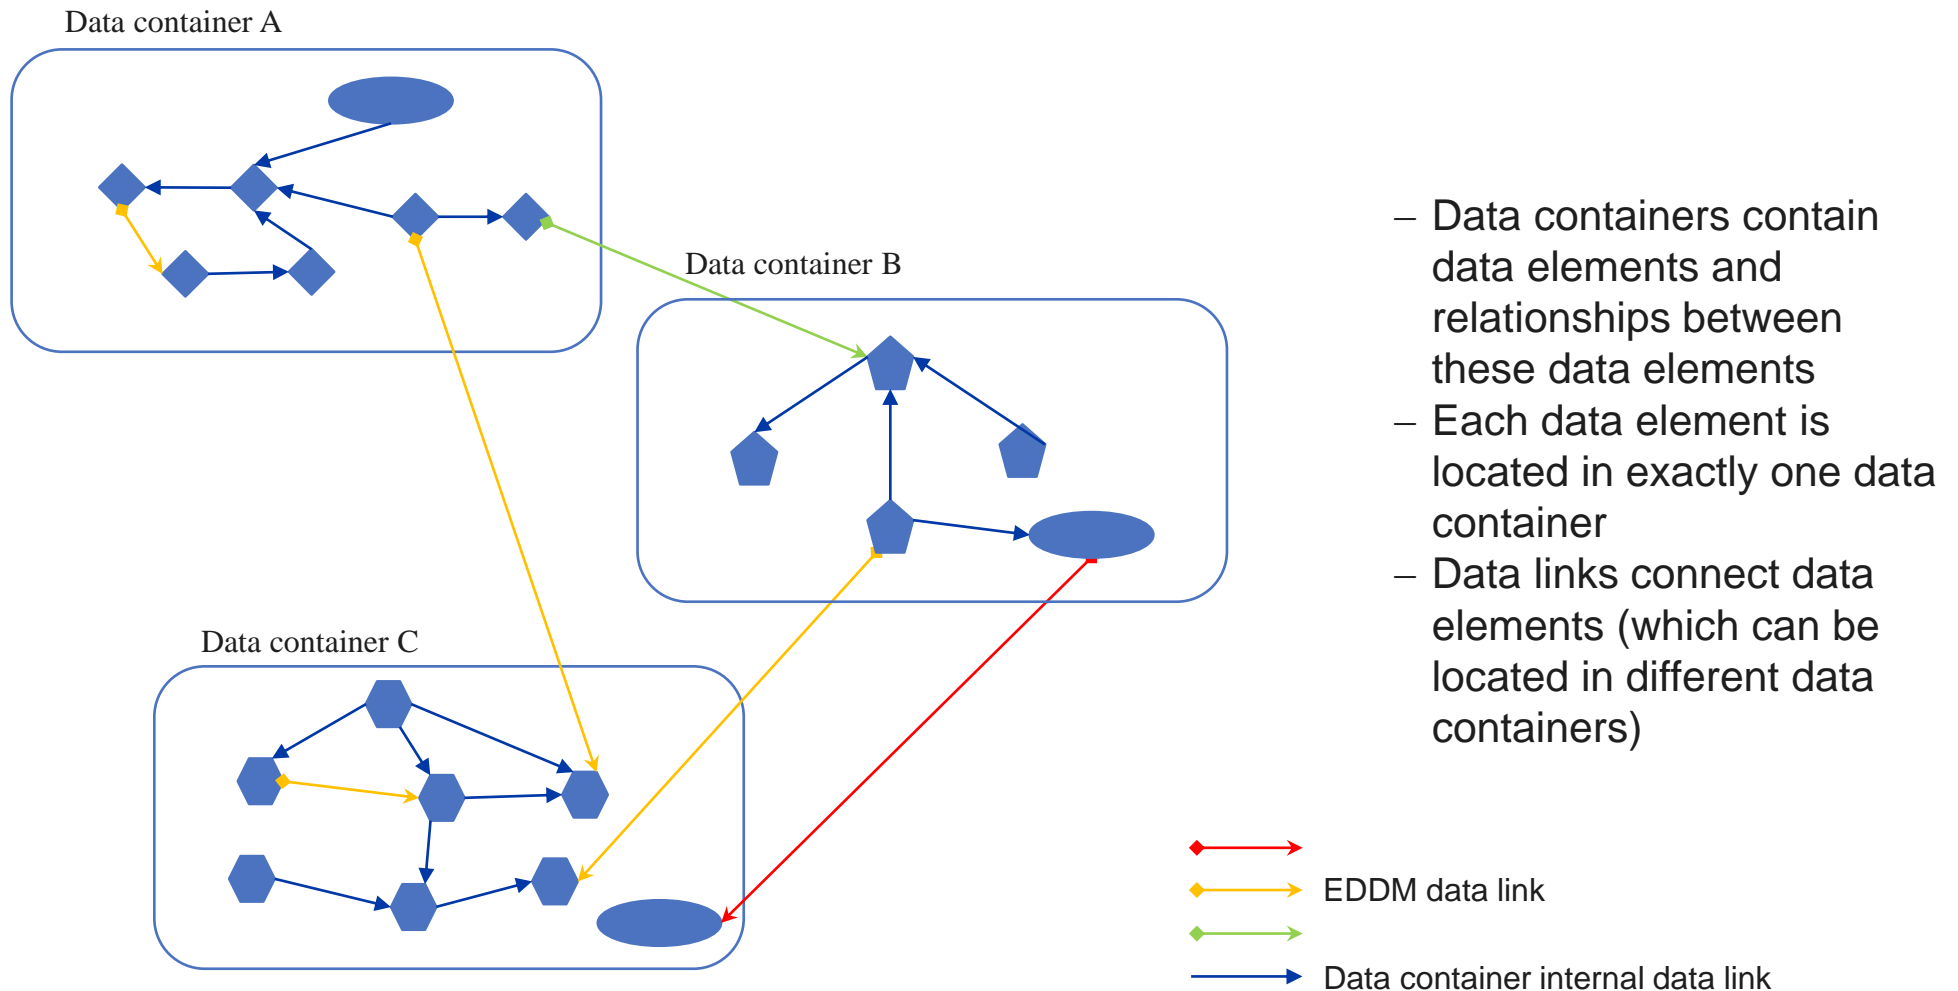 Data container A
Data container B
Data container C
– Data containers contain
data elements and
relationships between
these data elements
– Each data element is
located in exactly one data
container
– Data links connect data
elements (which can be
located in different data
containers)
EDDM data link
Data container internal data link